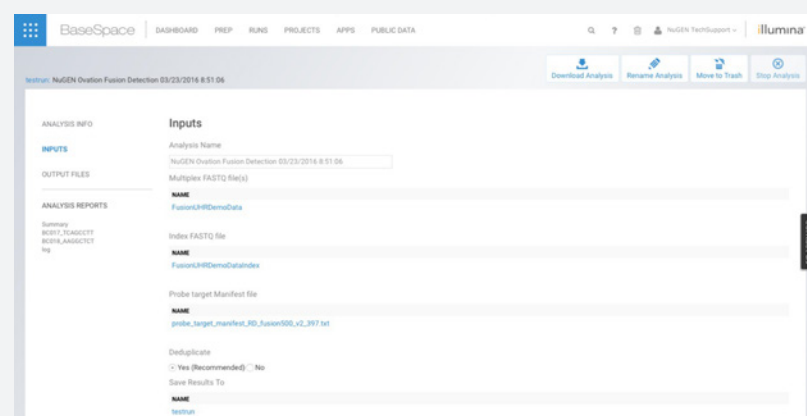 BaseSpace DASHBOARD PREP RUNS PROJECTS APPS PUBLIC DATA ? NuGEN TechSupport illumina
Download Analysis Rename Analysis Move to Trash Stop Analysis
testrun: NuGEN Ovation Fusion Detection 03/23/2016 8:51:06
ANALYSIS INFO
INPUTS
OUTPUT FILES
ANALYSIS REPORTS
Summary
BC017_TCAGCCTT
BC018_AAGGCTCT
log
Inputs
Analysis Name
NuGEN Ovation Fusion Detection 03/23/2016 8:51:06
Multiplex FASTQ file(s)
NAME
FusionUHRDemoData
Index FASTQ file
NAME
FusionUHRDemoDataIndex
Probe target Manifest file
NAME
probe_target_manifest_RD_fusion500_v2_397.txt
Deduplicate
Yes (Recommended) No
Save Results To
NAME
testrun